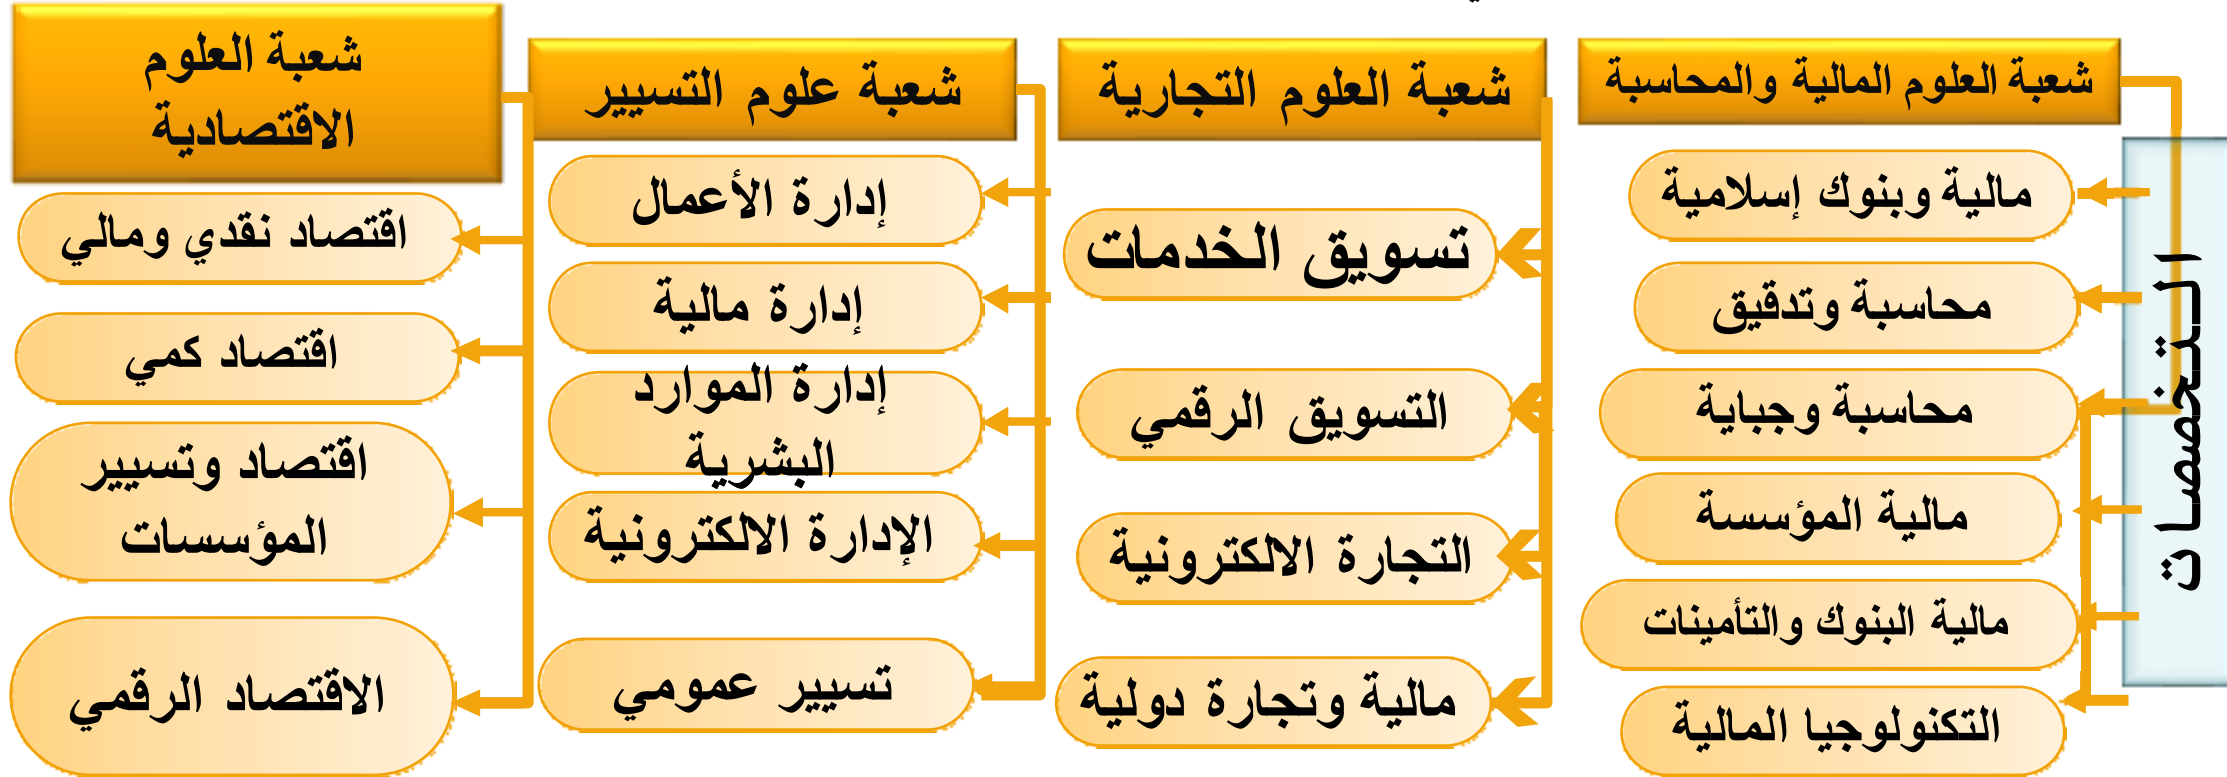 التخصصات
شعبة العلوم المالية والمحاسبة
مالية وبنوك إسلامية
محاسبة وتدقيق
محاسبة وجباية
مالية المؤسسة
مالية البنوك والتأمينات
التكنولوجيا المالية
شعبة العلوم التجارية
تسويق الخدمات
التسويق الرقمي
التجارة الالكترونية
مالية وتجارة دولية
شعبة علوم التسيير
إدارة الأعمال
إدارة مالية
إدارة الموارد
البشرية
الإدارة الالكترونية
تسيير عمومي
شعبة العلوم
الاقتصادية
اقتصاد نقدي ومالي
اقتصاد كمي
اقتصاد وتسيير
المؤسسات
الاقتصاد الرقمي